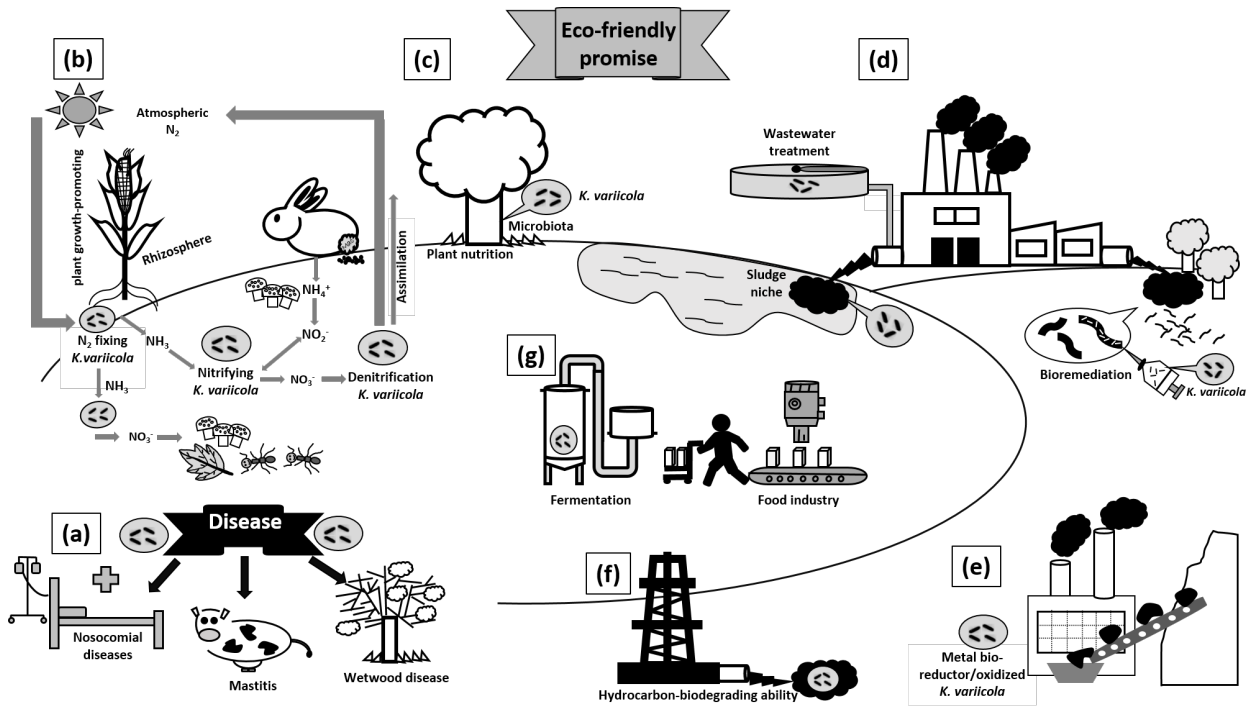 Eco-friendly
promise
(b)
(c)
(d)
Atmospheric
N₂
plant growth-promoting
Rhizosphere
N₂ fixing
K.variicola
NH₃
NH₃
NO₃⁻
Nitrifying
K. variicola
NH₄⁺
NO₂⁻
NO₃⁻
Denitrification
K. variicola
Assimilation
K. variicola
Microbiota
Plant nutrition
Wastewater
treatment
Sludge
niche
Bioremediation
K. variicola
(g)
Fermentation
Food industry
(a)
Disease
Nosocomial
diseases
Mastitis
Wetwood disease
(f)
Hydrocarbon-biodegrading ability
(e)
Metal bio-
reductor/oxidized
K. variicola